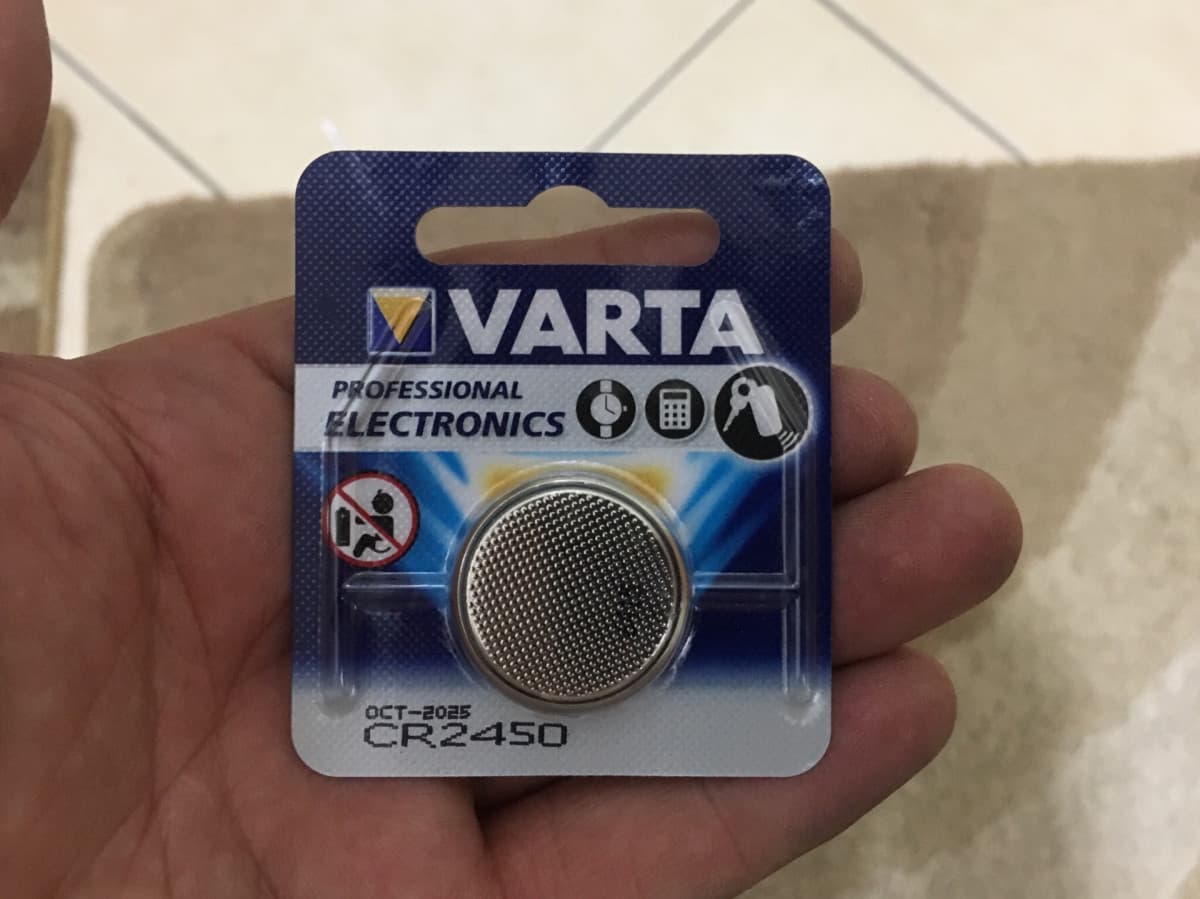 VARTA
PROFESSIONAL
ELECTRONICS
OCT-2025
CR2450